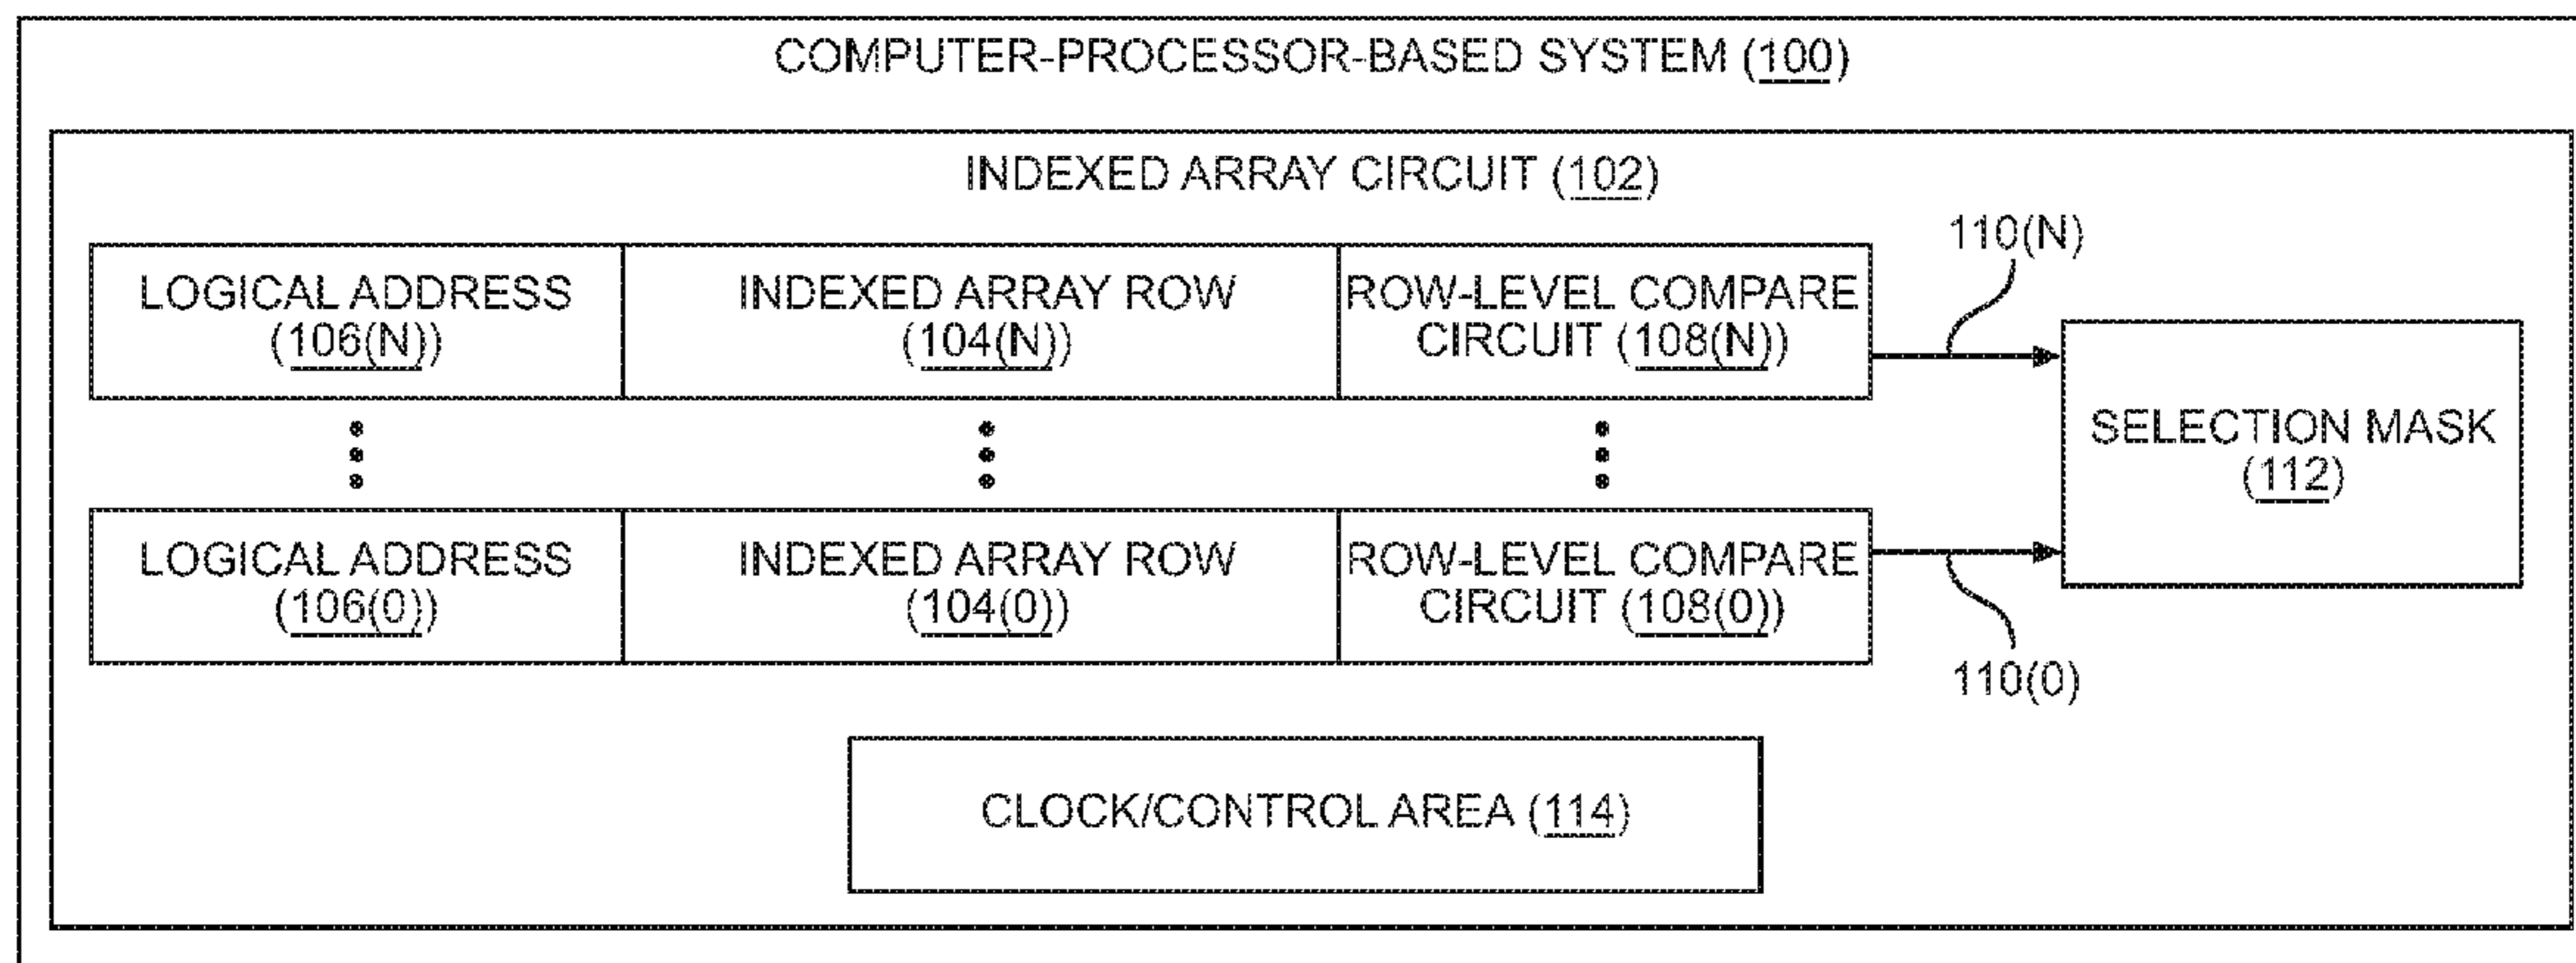 COMPUTER-PROCESSOR-BASED SYSTEM (100)
INDEXED ARRAY CIRCUIT (102)
110(N)
LOGICAL ADDRESS
(106(N))
INDEXED ARRAY ROW
(104(N))
ROW-LEVEL COMPARE
CIRCUIT (108(N))
SELECTION MASK
(112)
LOGICAL ADDRESS
(106(0))
INDEXED ARRAY ROW
(104(0))
ROW-LEVEL COMPARE
CIRCUIT (108(0))
110(0)
CLOCK/CONTROL AREA (114)